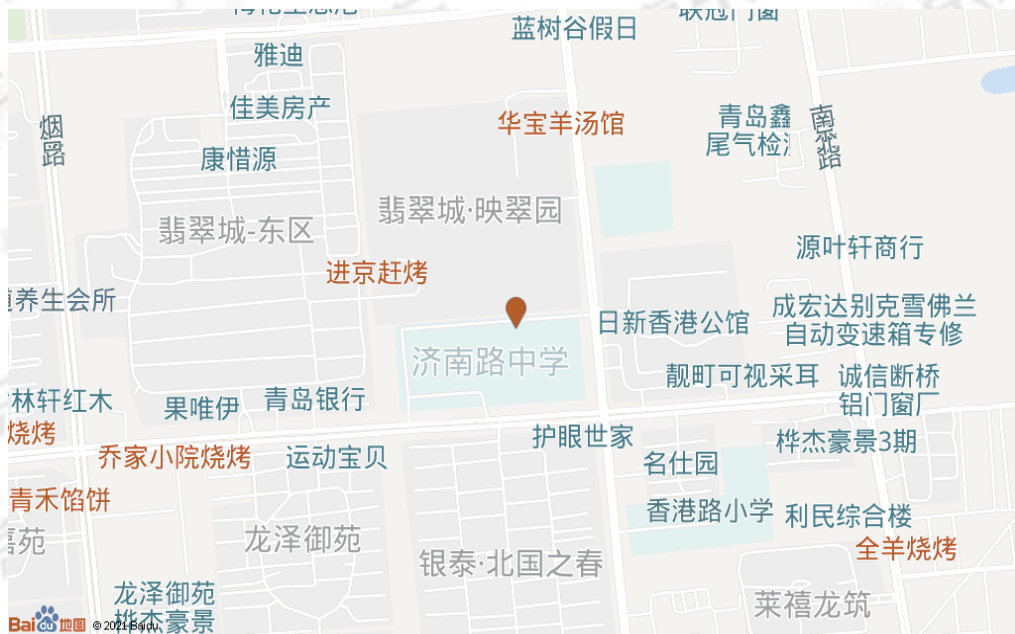 蓝树谷假日
联冠门窗
雅迪
佳美房产
华宝羊汤馆
青岛鑫
尾气检
烟
路
康惜源
翡翠城-东区
翡翠城·映翠园
源叶轩商行
进京赶烤
养生会所
成宏达别克雪佛兰
自动变速箱专修
日新香港公馆
济南路中学
靓町可视采耳
诚信断桥
铝门窗厂
林轩红木
果唯伊
青岛银行
烧烤
护眼世家
桦杰豪景3期
乔家小院烧烤
运动宝贝
名仕园
青禾馅饼
香港路小学
利民综合楼
苑
龙泽御苑
银泰·北国之春
全羊烧烤
龙泽御苑
桦杰豪景
莱禧龙筑
Bai du 地图
© 2021 Baidu